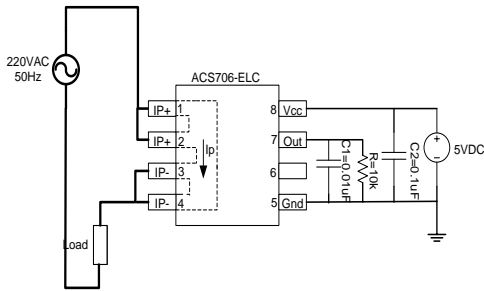 220VAC
50Hz
ACS706-ELC
IP+ 1
IP+ 2
IP- 3
IP- 4
Ip
8 Vcc
7 Out
6
5 Gnd
C1=0.01uF
R=10k
C2=0.1uF
+
-
5VDC
Load